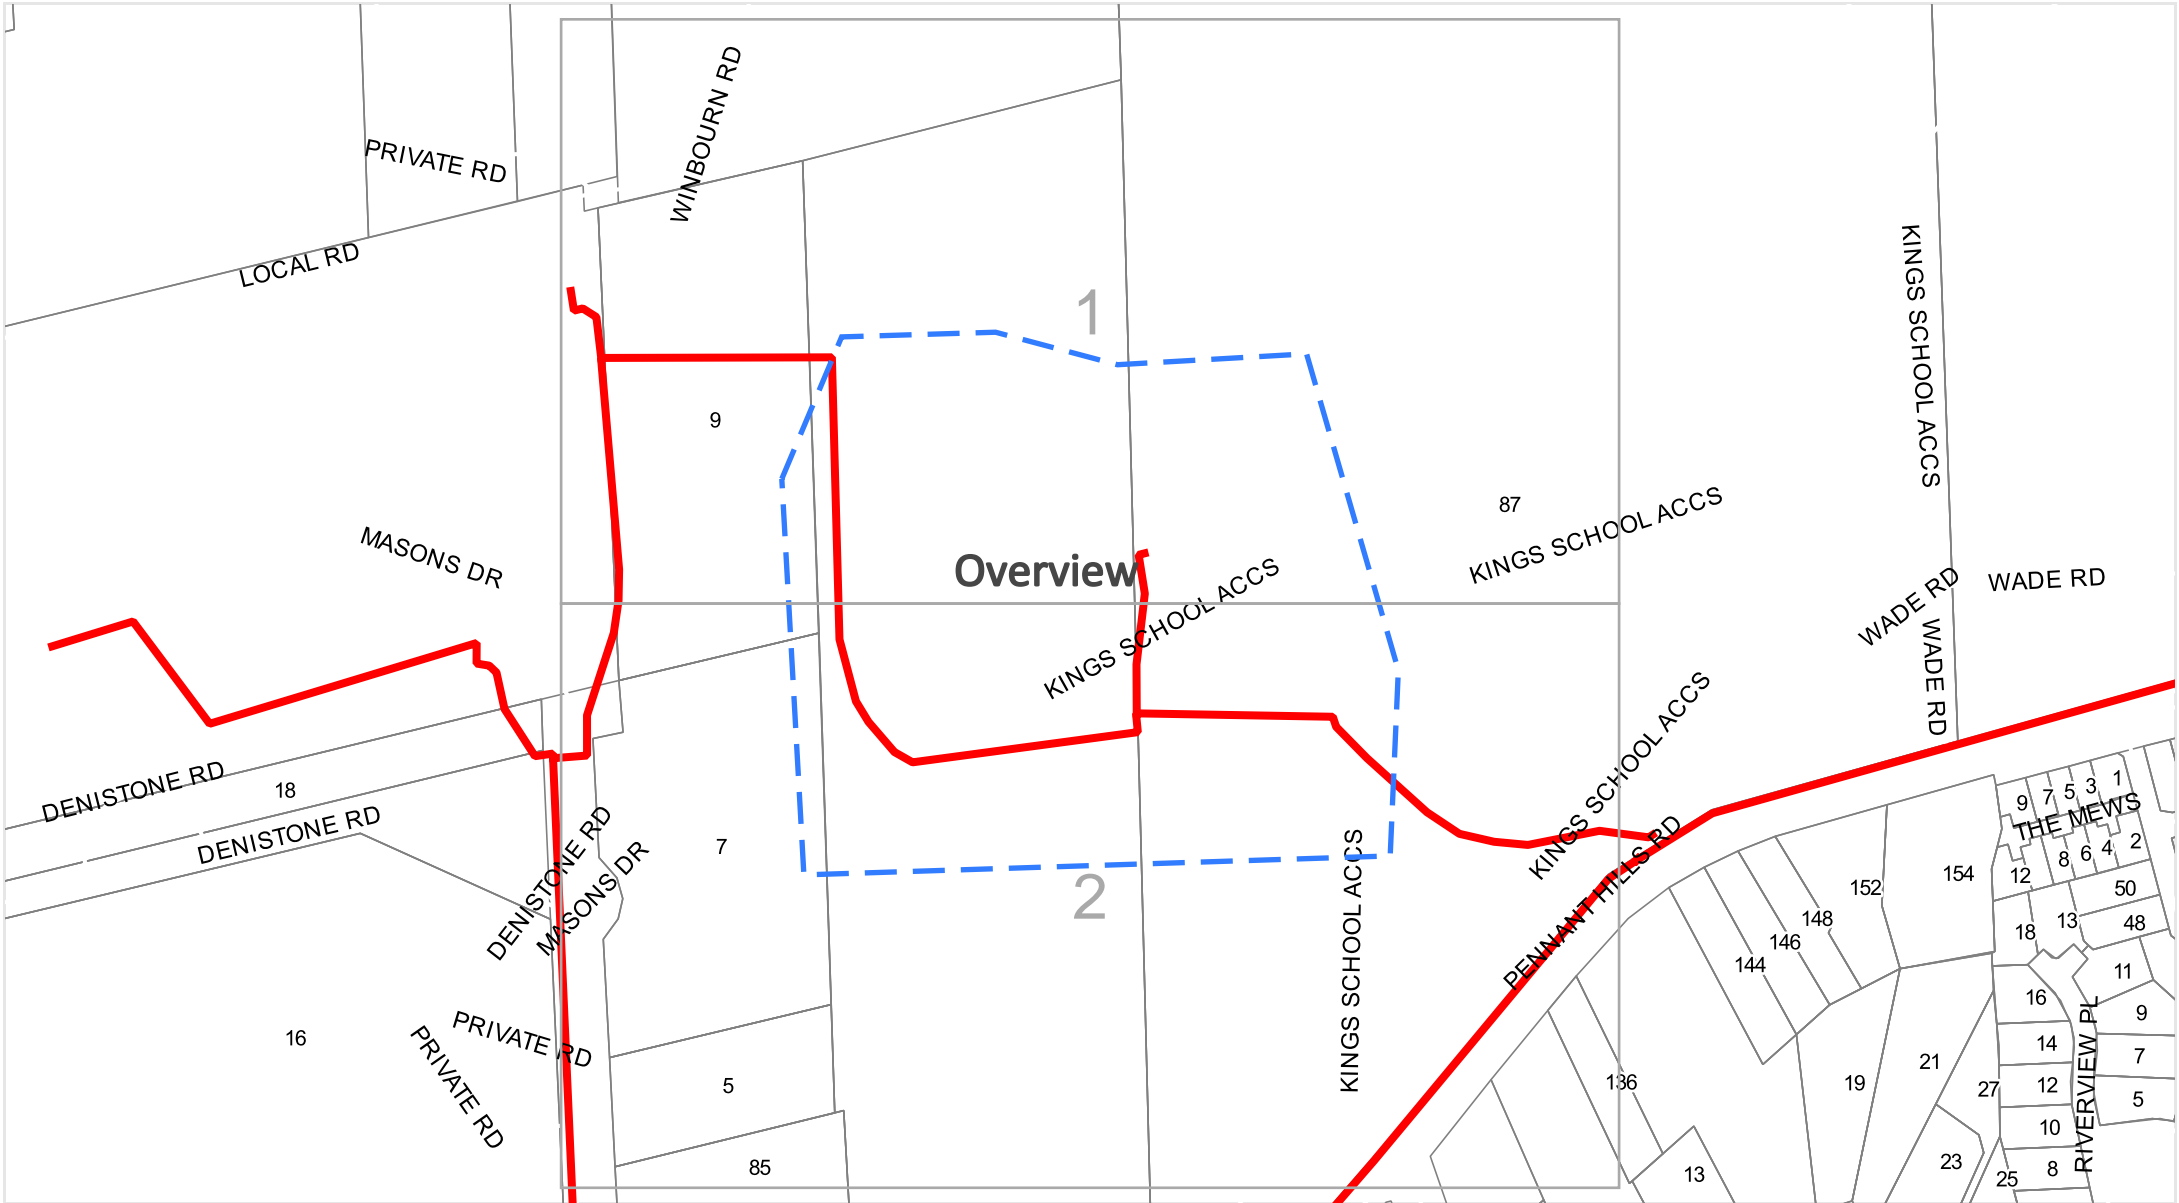 WINBOURN RD
PRIVATE RD
LOCAL RD
KINGS SCHOOL ACCS
1
9
87
KINGS SCHOOL ACCS
MASONS DR
Overview
KINGS SCHOOL ACCS
WADE RD
WADE RD
WADE RD
KINGS SCHOOL ACCS
DENISTONE RD
18
DENISTONE RD
DENISTONE RD
MASONS DR
7
2
KINGS SCHOOL ACCS
PENNANT HILLS RD
9
7
5
3
1
THE MEWS
12
8
6
4
2
154
152
148
146
144
50
48
18
13
11
16
9
14
7
12
5
10
8
RIVERVIEW PL
16
PRIVATE RD
PRIVATE RD
5
85
136
13
19
21
27
23
25